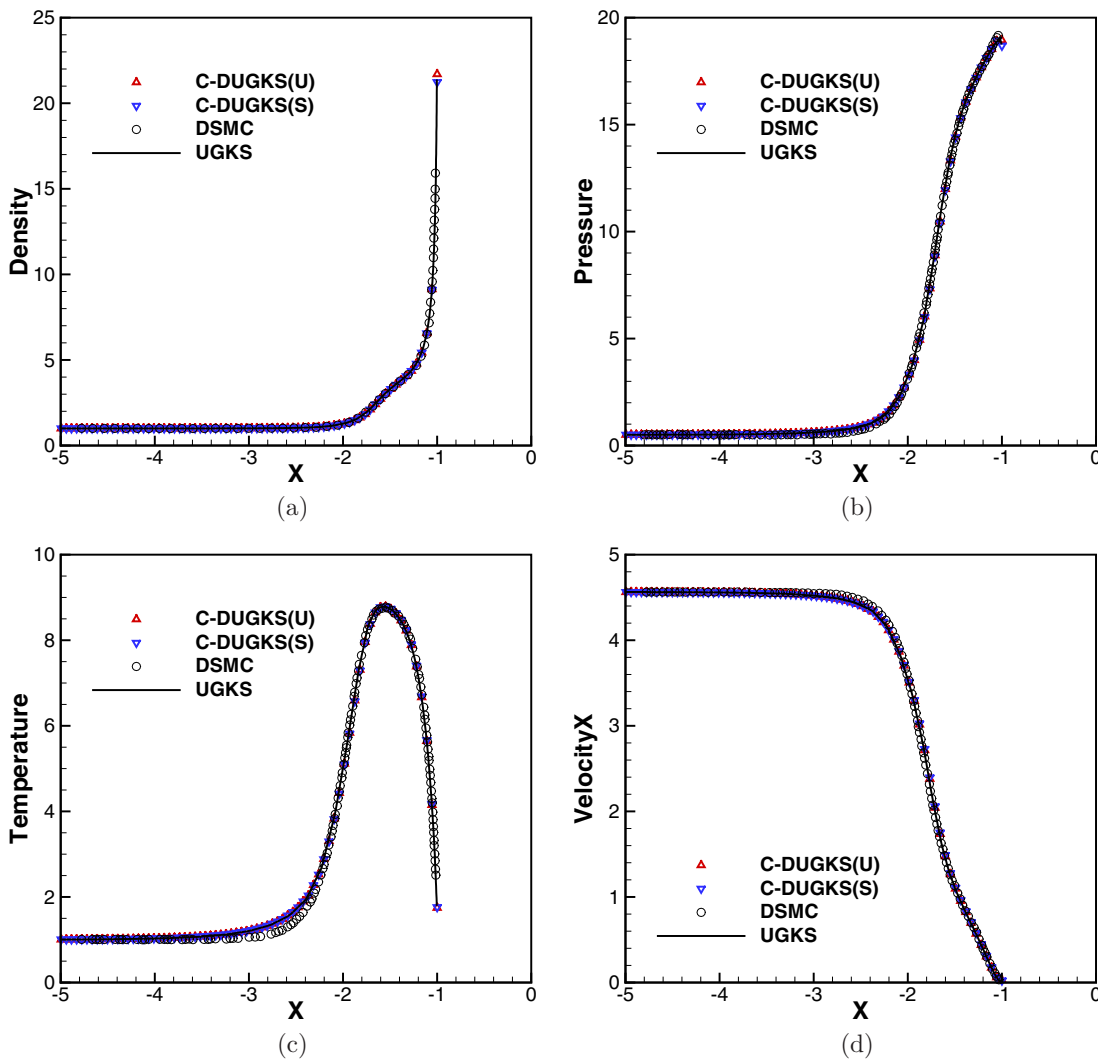 25
20
15
10
5
0
Density
C-DUGKS(U)
C-DUGKS(S)
DSMC
UGKS
-5 -4 -3 -2 -1 0
X
(a)
20
15
10
5
0
Pressure
C-DUGKS(U)
C-DUGKS(S)
DSMC
UGKS
-5 -4 -3 -2 -1 0
X
(b)
10
8
6
4
2
0
Temperature
C-DUGKS(U)
C-DUGKS(S)
DSMC
UGKS
-5 -4 -3 -2 -1 0
X
(c)
5
4
3
2
1
0
VelocityX
C-DUGKS(U)
C-DUGKS(S)
DSMC
UGKS
-5 -4 -3 -2 -1 0
X
(d)